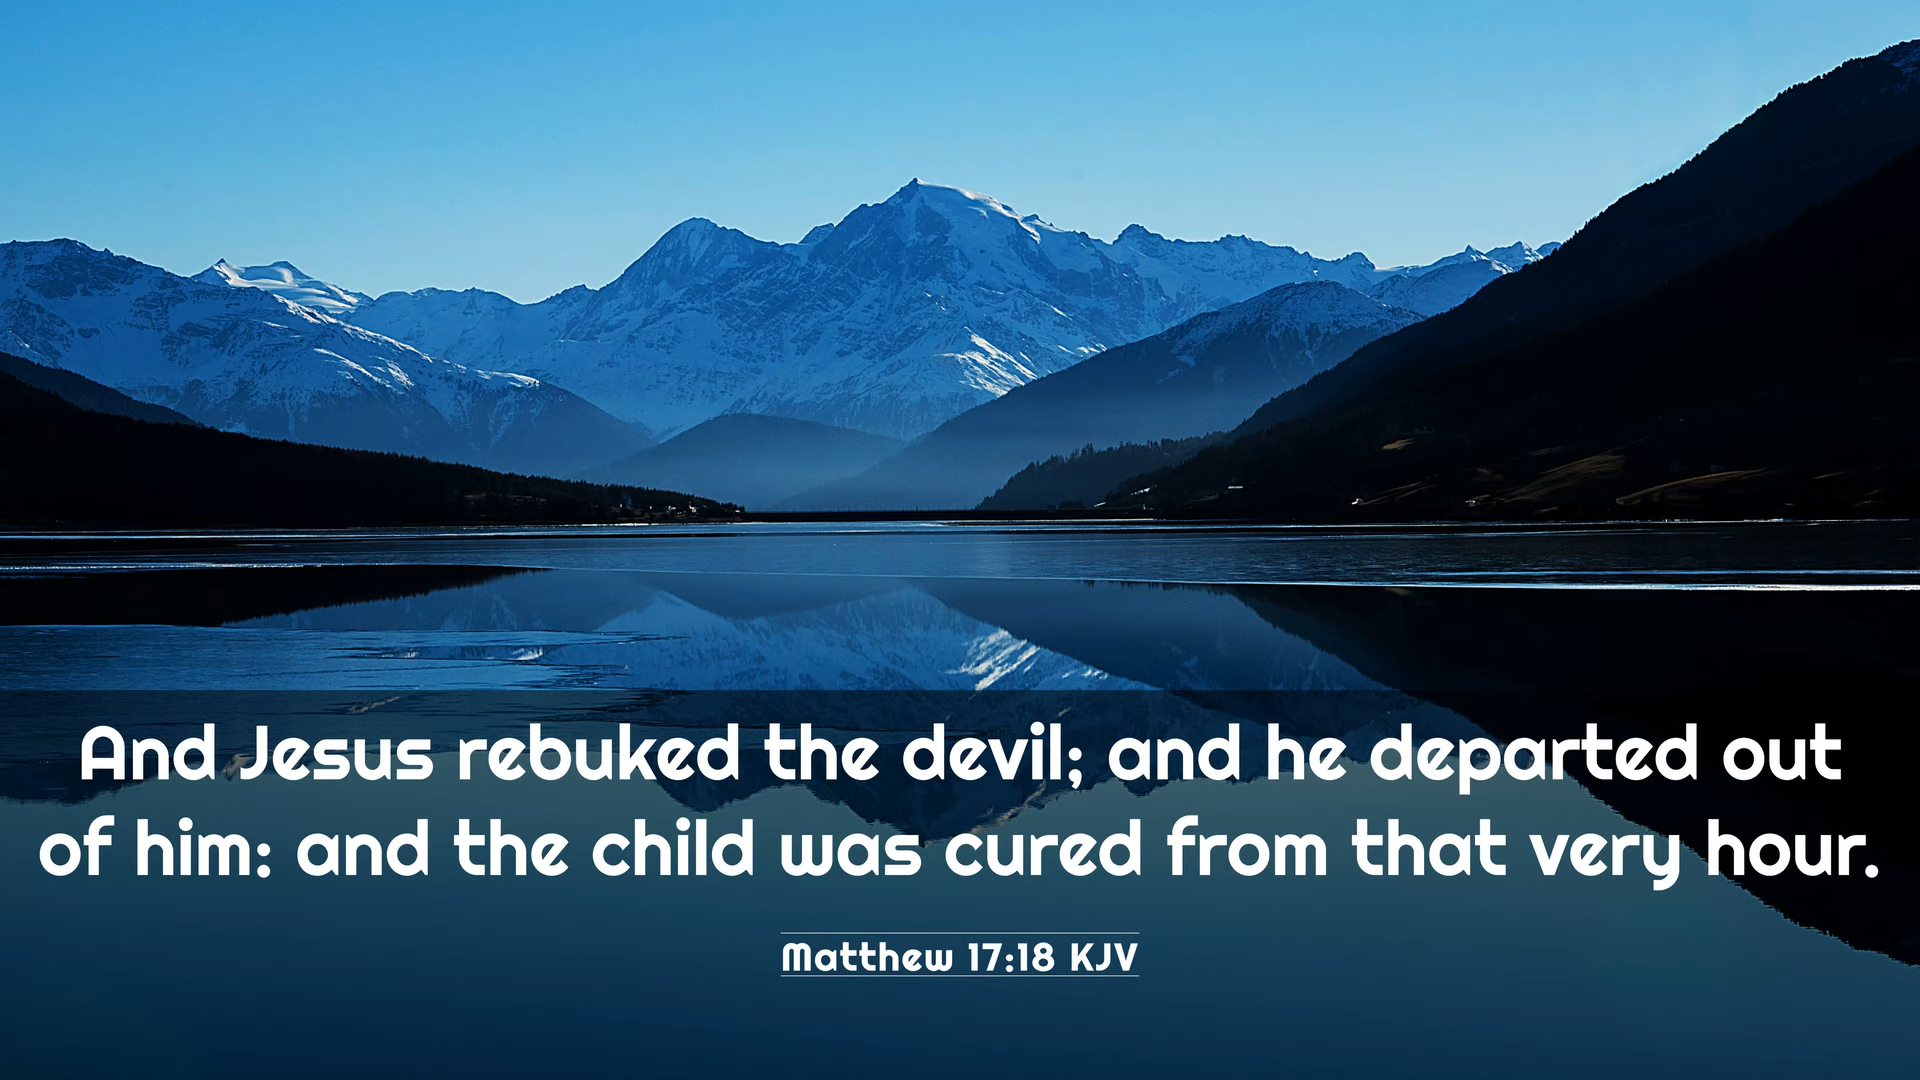 And Jesus rebuked the devil; and he departed out
of him: and the child was cured from that very hour.
Matthew 17:18 KJV